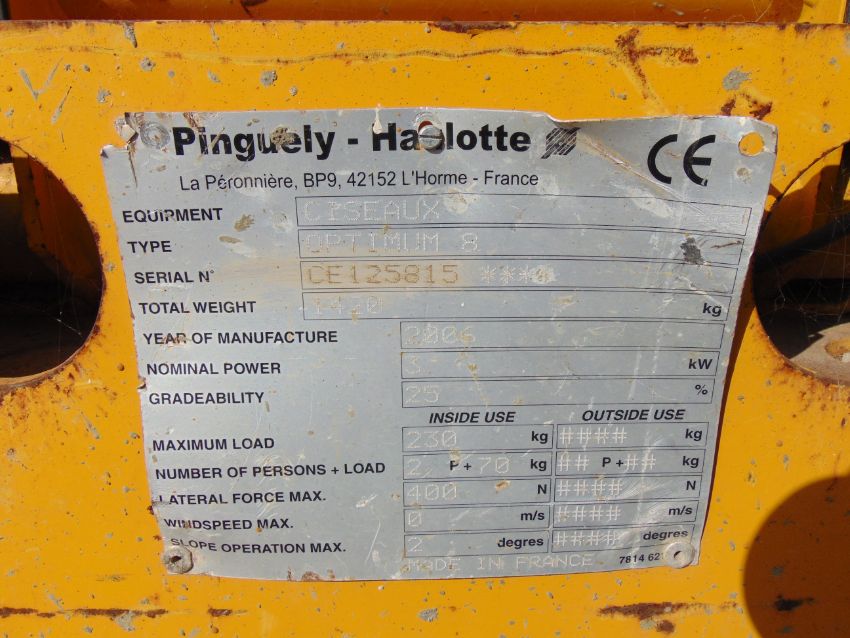 Pinguely - Haulotte
La Péronnière, BP9, 42152 L'Horme - France
CE
EQUIPMENT CISEAUX
TYPE OPTIMUM 8
SERIAL N° CE125815 ****
TOTAL WEIGHT kg
YEAR OF MANUFACTURE 2006
NOMINAL POWER 3 kW
GRADEABILITY 25 %
INSIDE USE OUTSIDE USE
MAXIMUM LOAD 230 kg #### kg
NUMBER OF PERSONS + LOAD 2 P + 70 kg ## P + ## kg
LATERAL FORCE MAX. 400 N #### N
WINDSPEED MAX. 0 m/s #### m/s
SLOPE OPERATION MAX. 2 degres #### degres
MADE IN FRANCE 7814 62